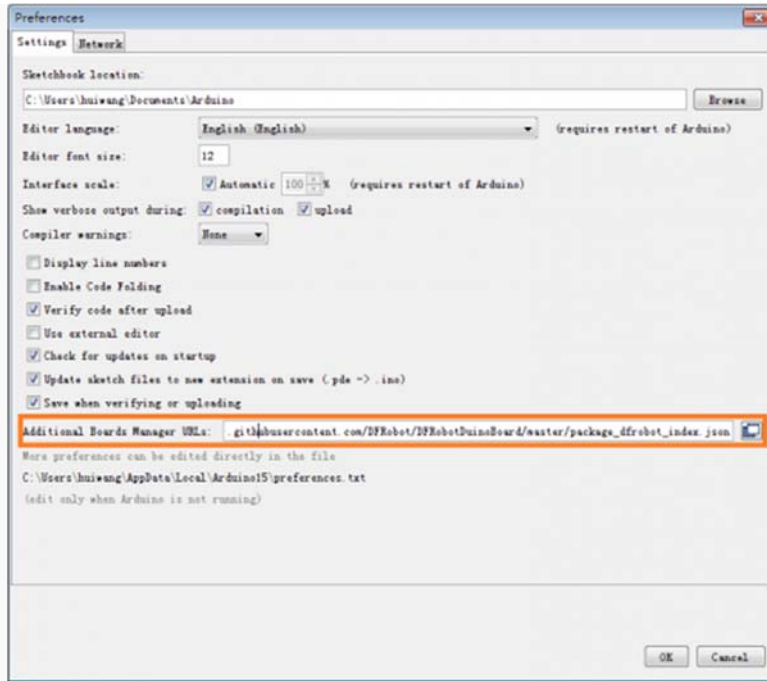 Preferences
Settings Network
Sketchbook location:
C:\Users\huiwang\Documents\Arduino Browse
Editor language: English (English) (requires restart of Arduino)
Editor font size: 12
Interface scale: Automatic 100 % (requires restart of Arduino)
Show verbose output during: compilation upload
Compiler warnings: None
Display line numbers
Enable Code Folding
Verify code after upload
Use external editor
Check for updates on startup
Update sketch files to new extension on save (.pde -> .ino)
Save when verifying or uploading
Additional Boards Manager URLs: .githubusercontent.com/DFRobot/DFRobotDuinoBoard/master/package_dfrobot_index.json
More preferences can be edited directly in the file
C:\Users\huiwang\AppData\Local\Arduino15\preferences.txt
(edit only when Arduino is not running)
OK Cancel